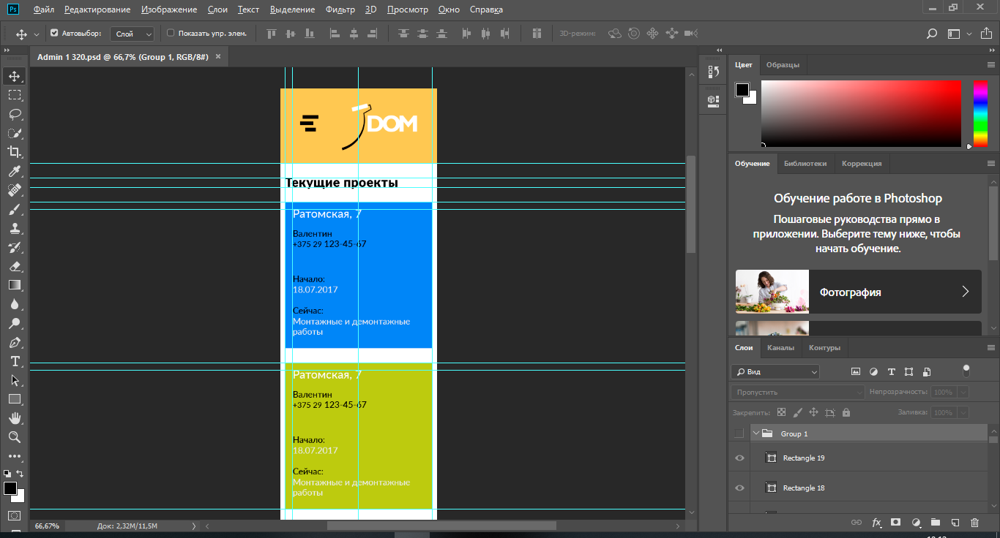 Ps Файл Редактирование Изображение Слои Текст Выделение Фильтр 3D Просмотр Окно Справка
Автовыбор: Слой Показать упр. элем. 3D-режим:
Admin 1 320.psd @ 66,7% (Group 1, RGB/8#) ×
DOM
Текущие проекты
Ратомская, 7
Валентин
+375 29 123-45-67
Начало:
18.07.2017
Сейчас:
Монтажные и демонтажные
работы
Ратомская, 7
Валентин
+375 29 123-45-67
Начало:
18.07.2017
Сейчас:
Монтажные и демонтажные
работы
66,67% Док: 2,32M/11,5M
Цвет Образцы
Обучение Библиотеки Коррекция
Обучение работе в Photoshop
Пошаговые руководства прямо в
приложении. Выберите тему ниже, чтобы
начать обучение.
Фотография
Слои Каналы Контуры
Вид
Пропустить Непрозрачность: 100%
Закрепить: Заливка: 100%
Group 1
Rectangle 19
Rectangle 18
fx